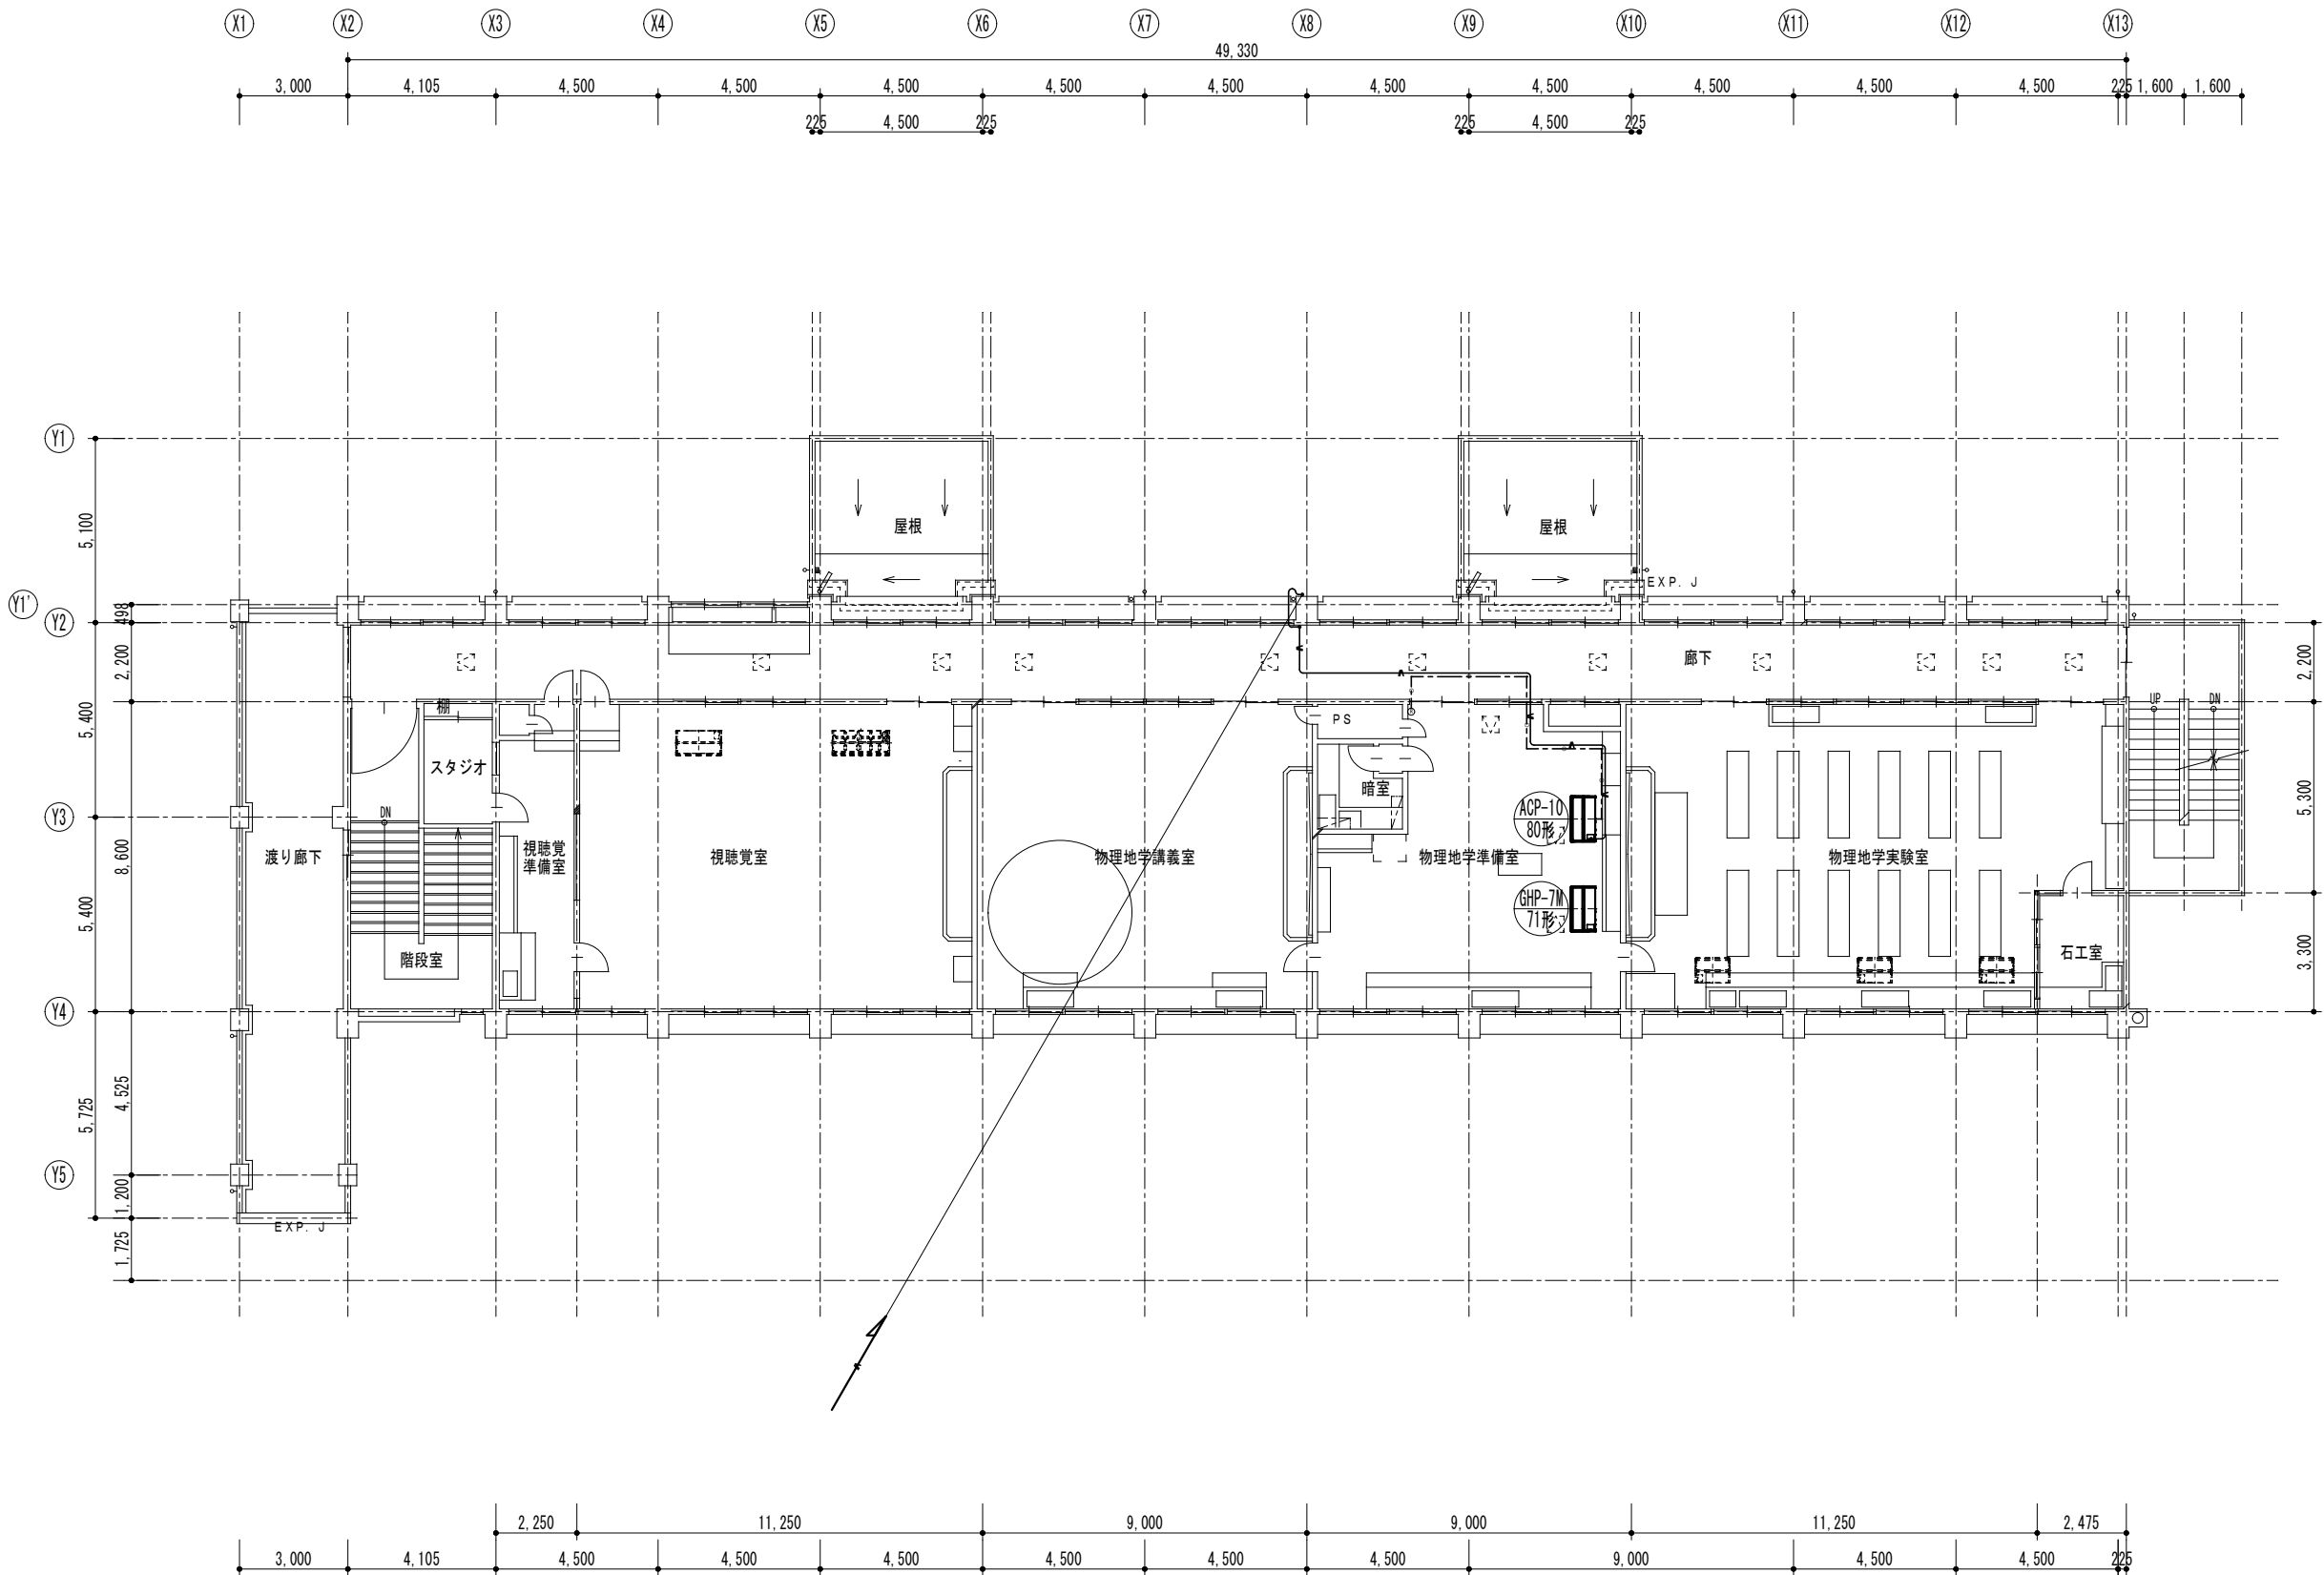 X1 X2 X3 X4 X5 X6 X7 X8 X9 X10 X11 X12 X13
49,330
3,000 4,105 4,500 4,500 4,500 4,500 4,500 4,500 4,500 4,500 4,500 4,500 225 1,600 1,600
225 4,500 225 225 4,500 225
Y1
5,100
屋根 屋根
EXP. J
Y1'
498
Y2
2,200
廊下
2,200
棚
PS
UP DN
5,400
スタジオ
暗室
ACP-10
80形
5,300
Y3
DN
8,600
渡り廊下
視聴覚
準備室
視聴覚室
物理地学講義室
物理地学準備室
物理地学実験室
GHP-7M
71形
5,400
階段室
石工室
3,300
Y4
4,525
5,725
Y5
1,200
EXP. J
1,725
2,250 11,250 9,000 9,000 11,250 2,475
3,000 4,105 4,500 4,500 4,500 4,500 4,500 4,500 9,000 4,500 4,500 225